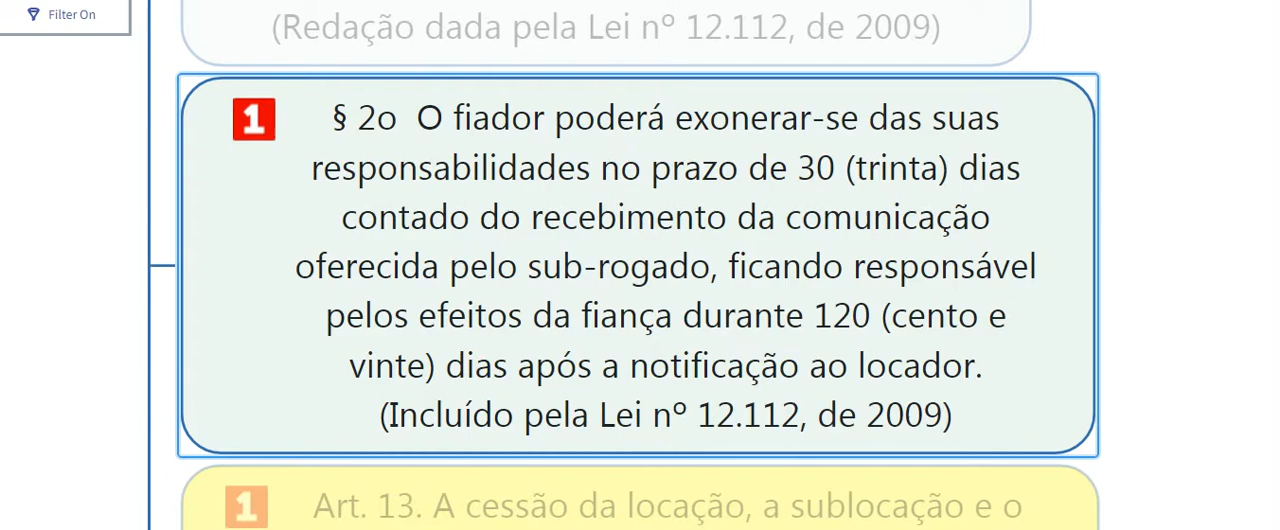 Filter On
(Redação dada pela Lei nº 12.112, de 2009)
1
§ 2o O fiador poderá exonerar-se das suas
responsabilidades no prazo de 30 (trinta) dias
contado do recebimento da comunicação
oferecida pelo sub-rogado, ficando responsável
pelos efeitos da fiança durante 120 (cento e
vinte) dias após a notificação ao locador.
(Incluído pela Lei nº 12.112, de 2009)
1
Art. 13. A cessão da locação, a sublocação e o